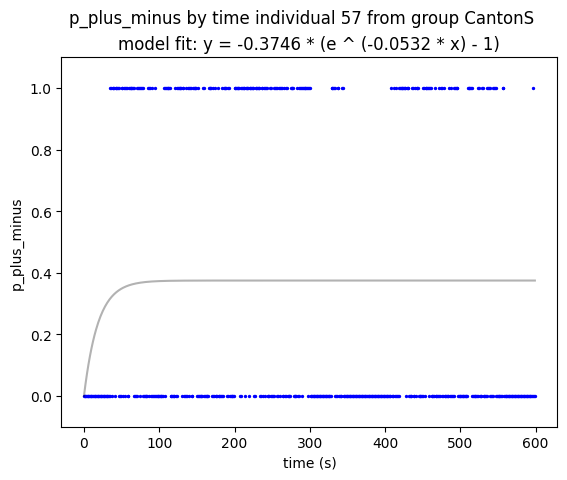 p_plus_minus by time individual 57 from group CantonS
model fit: y = -0.3746 * (e ^ (-0.0532 * x) - 1)
1.0
0.8
0.6
0.4
0.2
0.0
p_plus_minus
0 100 200 300 400 500 600
time (s)